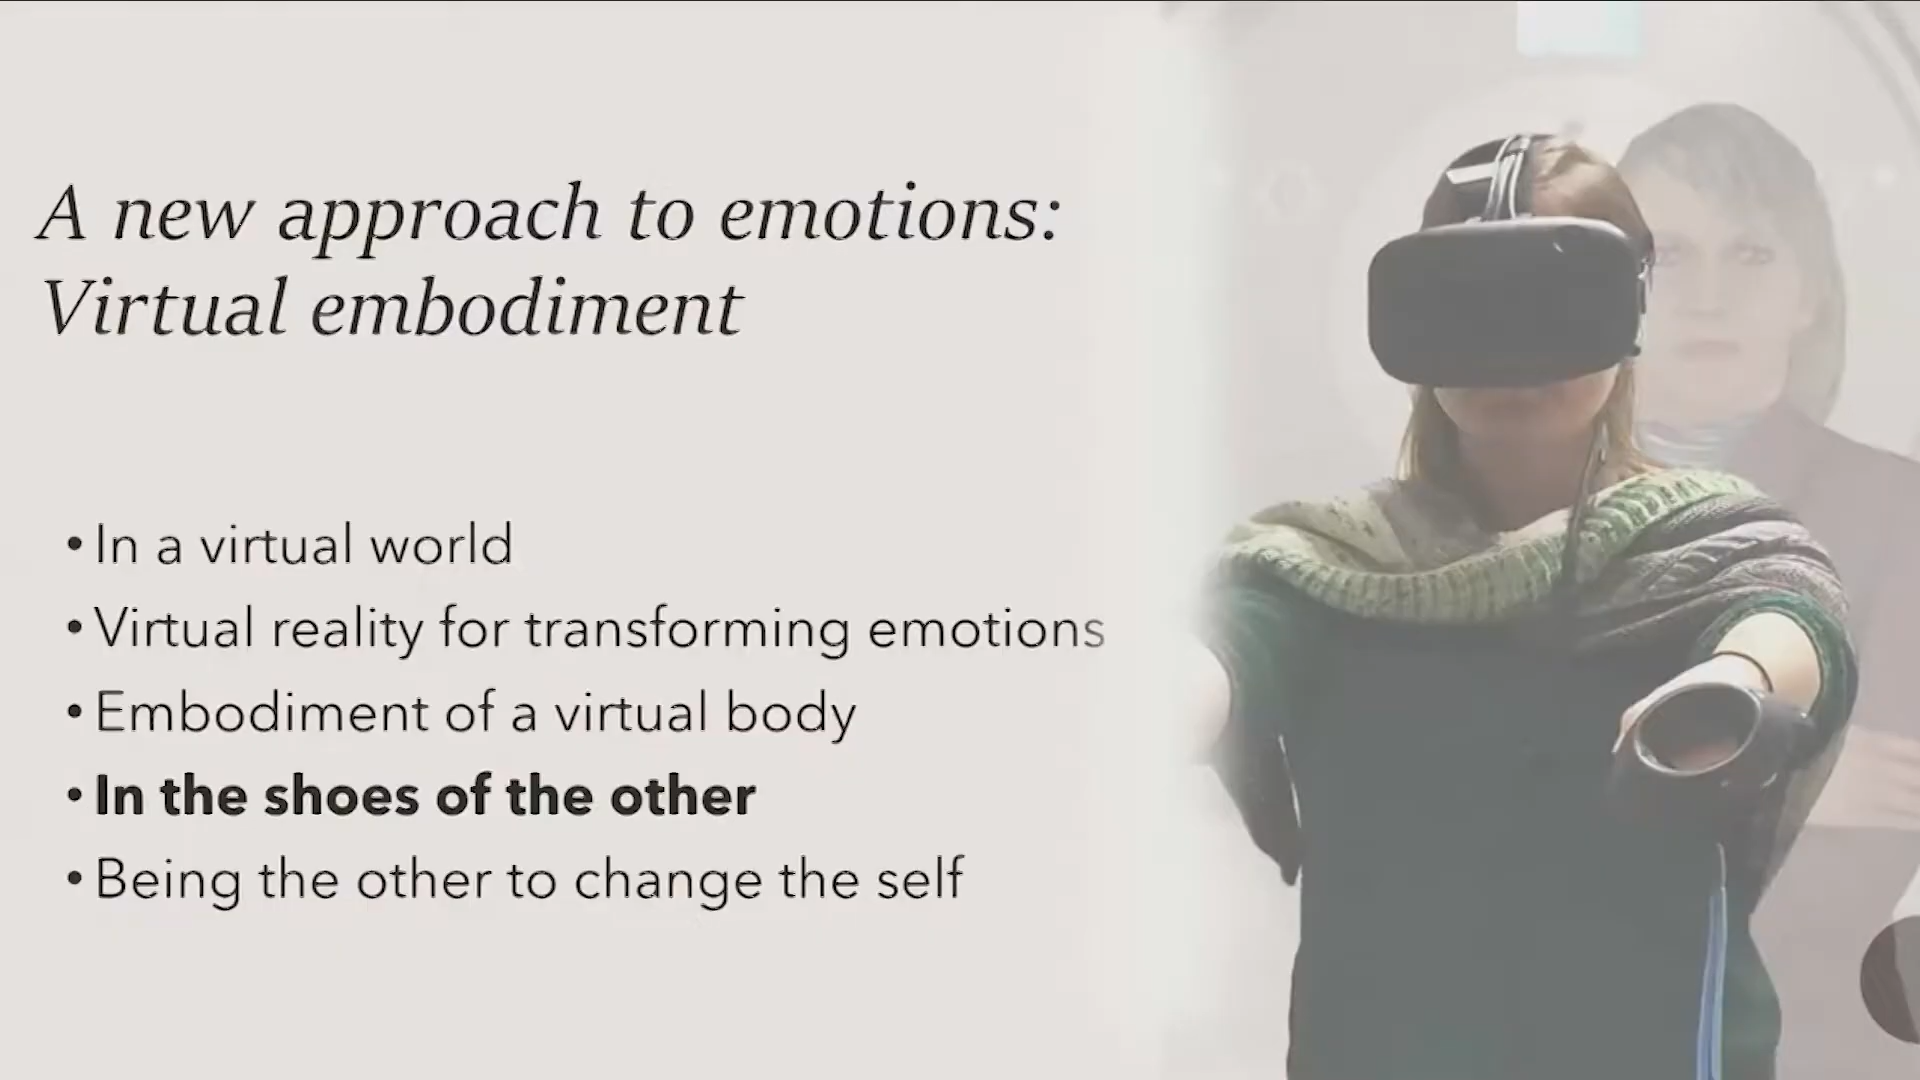 A new approach to emotions:
Virtual embodiment
• In a virtual world
• Virtual reality for transforming emotions
• Embodiment of a virtual body
• In the shoes of the other
• Being the other to change the self